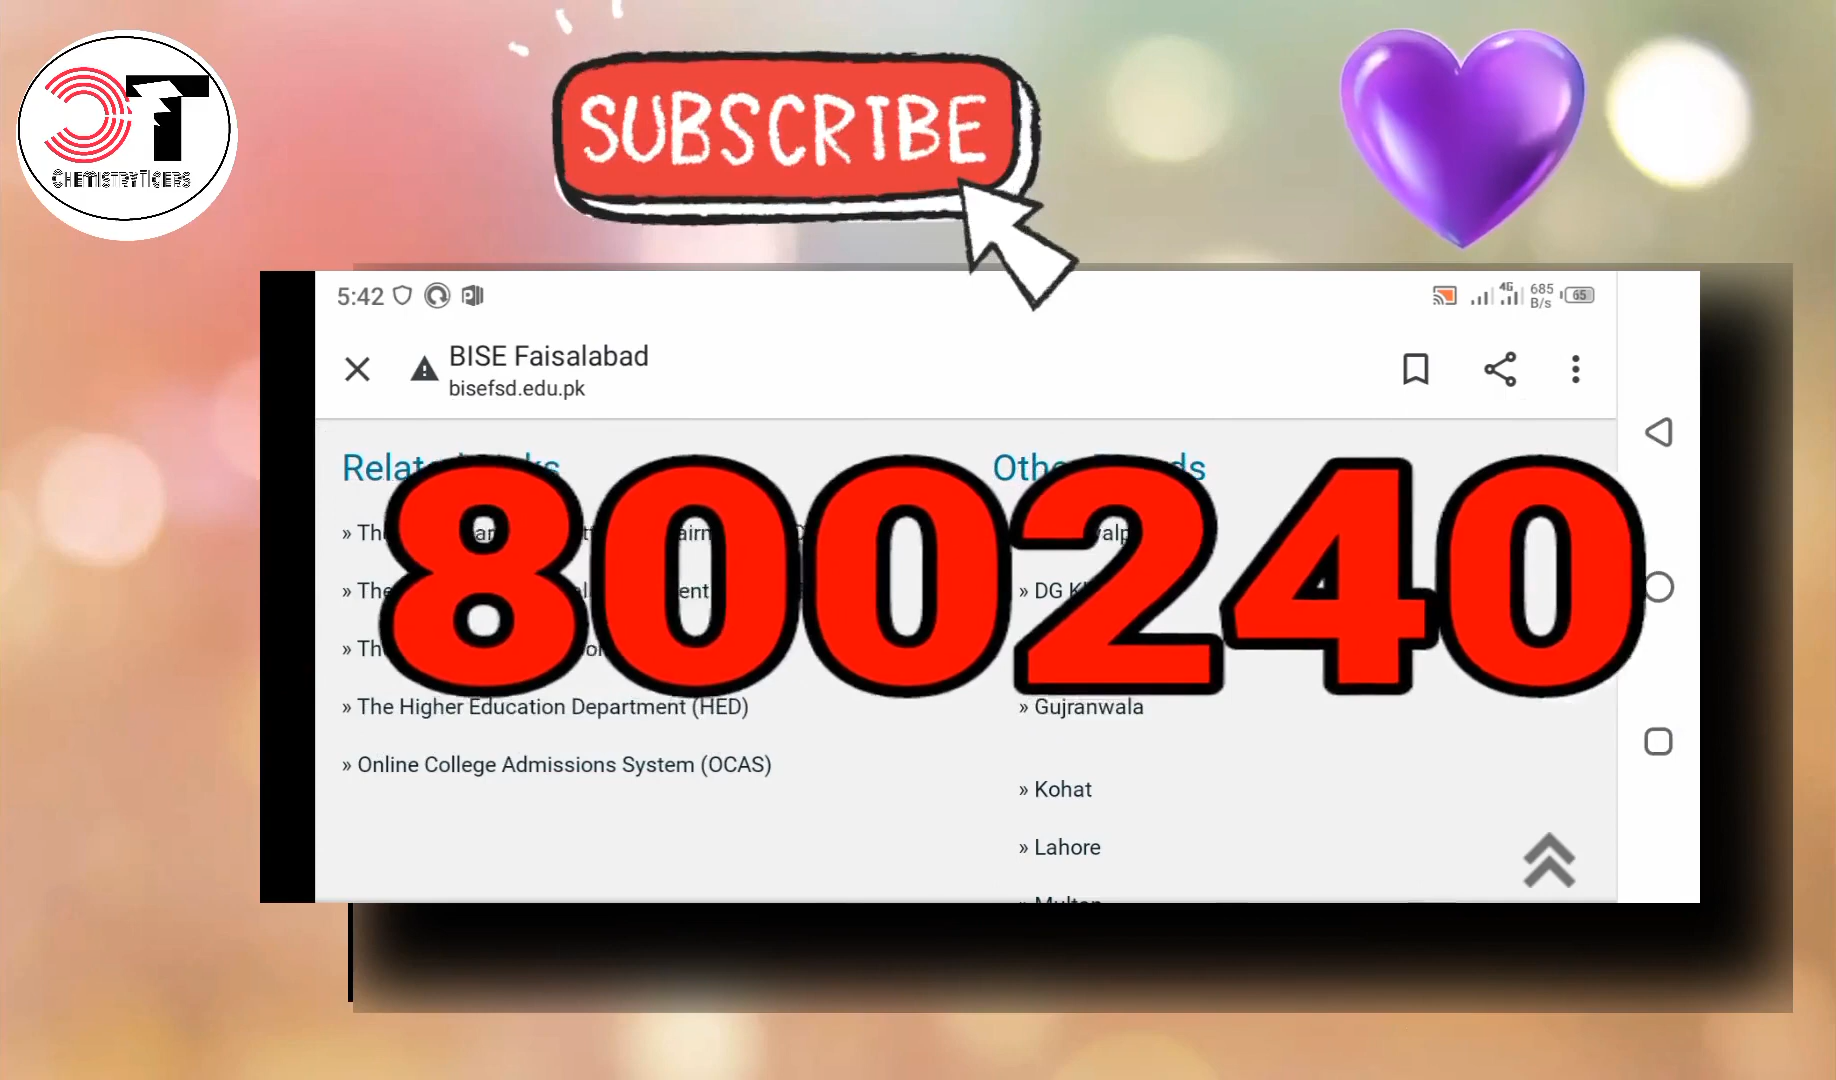 SUBSCRIBE
CHEMISTRYTIGERS
5:42
4G 685 B/s 65
BISE Faisalabad
bisefsd.edu.pk
800240
» The Higher Education Department (HED)
» Online College Admissions System (OCAS)
» DG
» Gujranwala
» Kohat
» Lahore